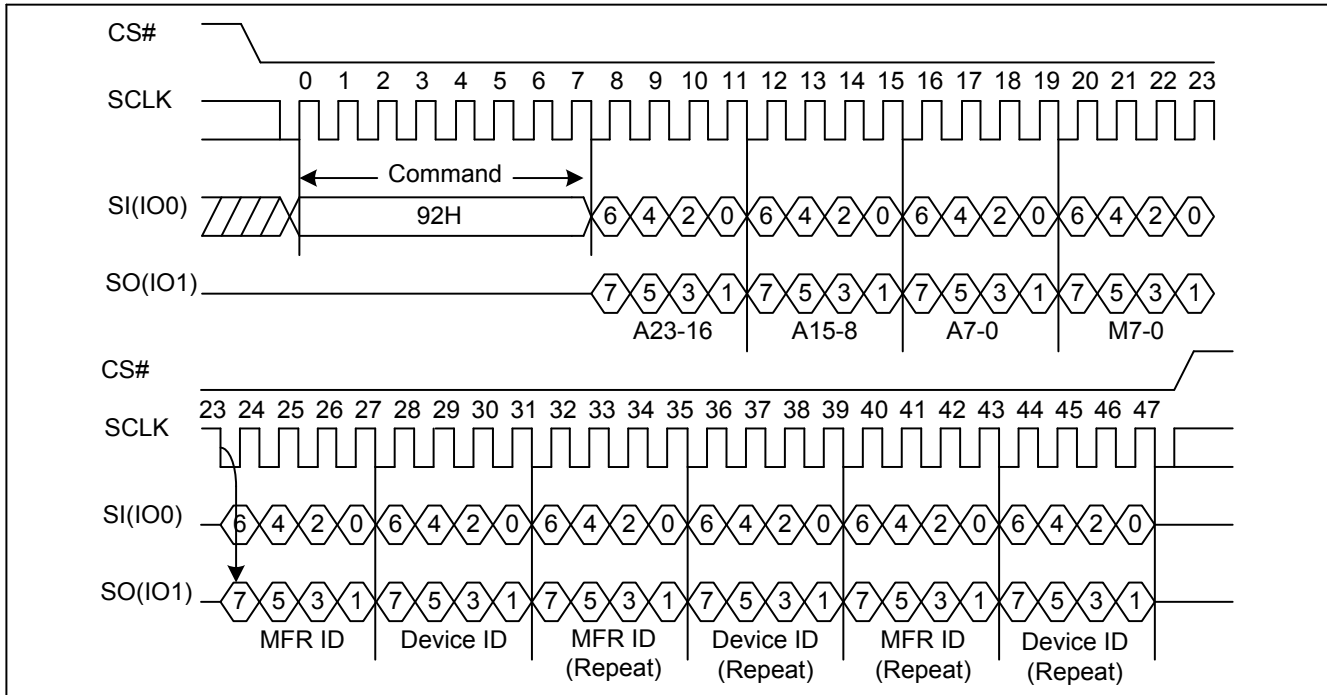 CS#
0 1 2 3 4 5 6 7 8 9 10 11 12 13 14 15 16 17 18 19 20 21 22 23
SCLK
Command
SI(IO0)
92H
6 4 2 0 6 4 2 0 6 4 2 0 6 4 2 0
SO(IO1)
7 5 3 1 7 5 3 1 7 5 3 1 7 5 3 1
A23-16 A15-8 A7-0 M7-0
CS#
23 24 25 26 27 28 29 30 31 32 33 34 35 36 37 38 39 40 41 42 43 44 45 46 47
SCLK
SI(IO0)
6 4 2 0 6 4 2 0 6 4 2 0 6 4 2 0 6 4 2 0 6 4 2 0
SO(IO1)
7 5 3 1 7 5 3 1 7 5 3 1 7 5 3 1 7 5 3 1 7 5 3 1
MFR ID Device ID MFR ID Device ID MFR ID Device ID
(Repeat) (Repeat) (Repeat) (Repeat)